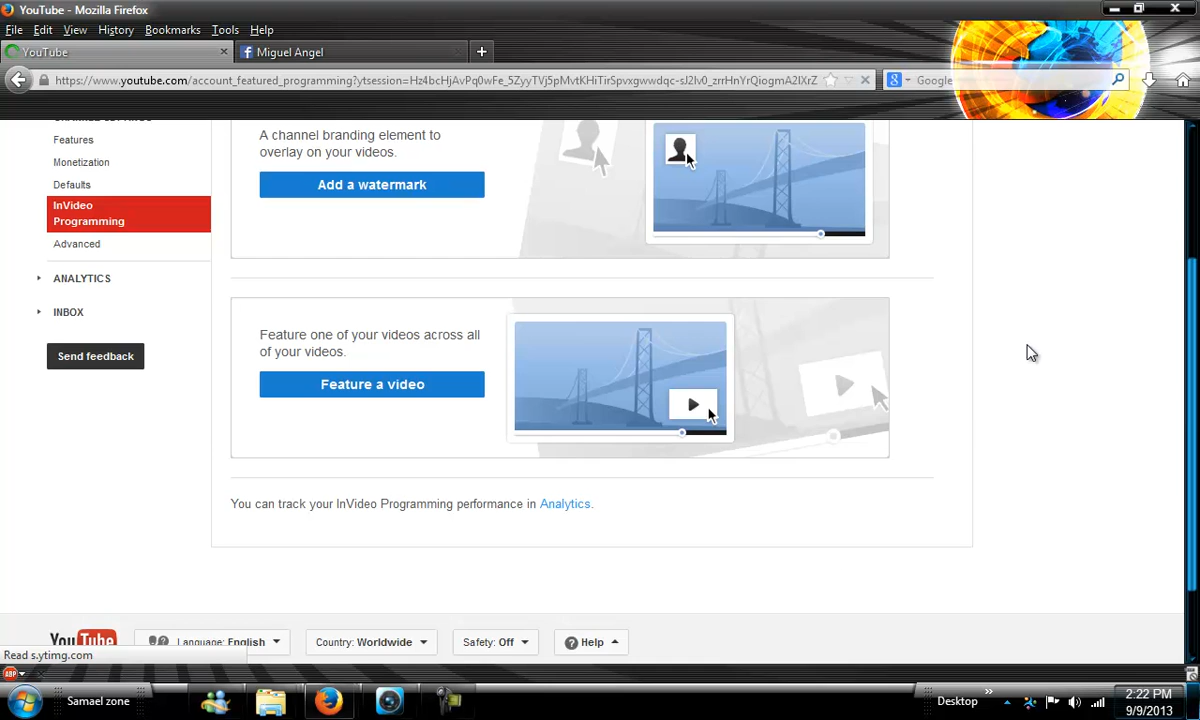 YouTube - Mozilla Firefox
File Edit View History Bookmarks Tools Help
YouTube
Miguel Angel
https://www.youtube.com/account_featured_programming?ytsession=Hz4bcHjAvPq0wFe_5ZyyTVj5pMvtKHiTirSpvxgwwdqc-sJ2lv0_zrrHnYrQiogmA2IXrZ
Google
Features
Monetization
Defaults
InVideo
Programming
Advanced
ANALYTICS
INBOX
Send feedback
A channel branding element to
overlay on your videos.
Add a watermark
Feature one of your videos across all
of your videos.
Feature a video
You can track your InVideo Programming performance in Analytics.
YouTube
Language: English
Country: Worldwide
Safety: Off
Help
Read s.ytimg.com
ABP
Samael zone
Desktop
2:22 PM
9/9/2013